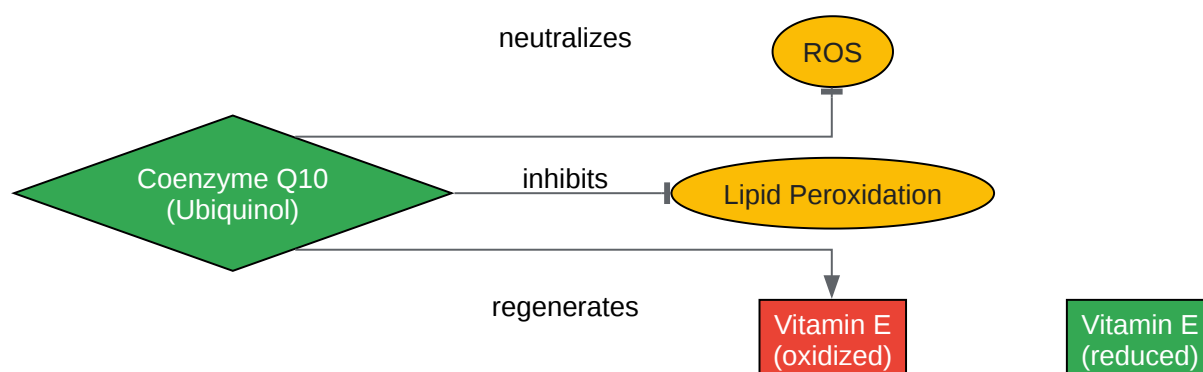 neutralizes
ROS
Coenzyme Q10
(Ubiquinol)
inhibits
Lipid Peroxidation
regenerates
Vitamin E
(oxidized)
Vitamin E
(reduced)